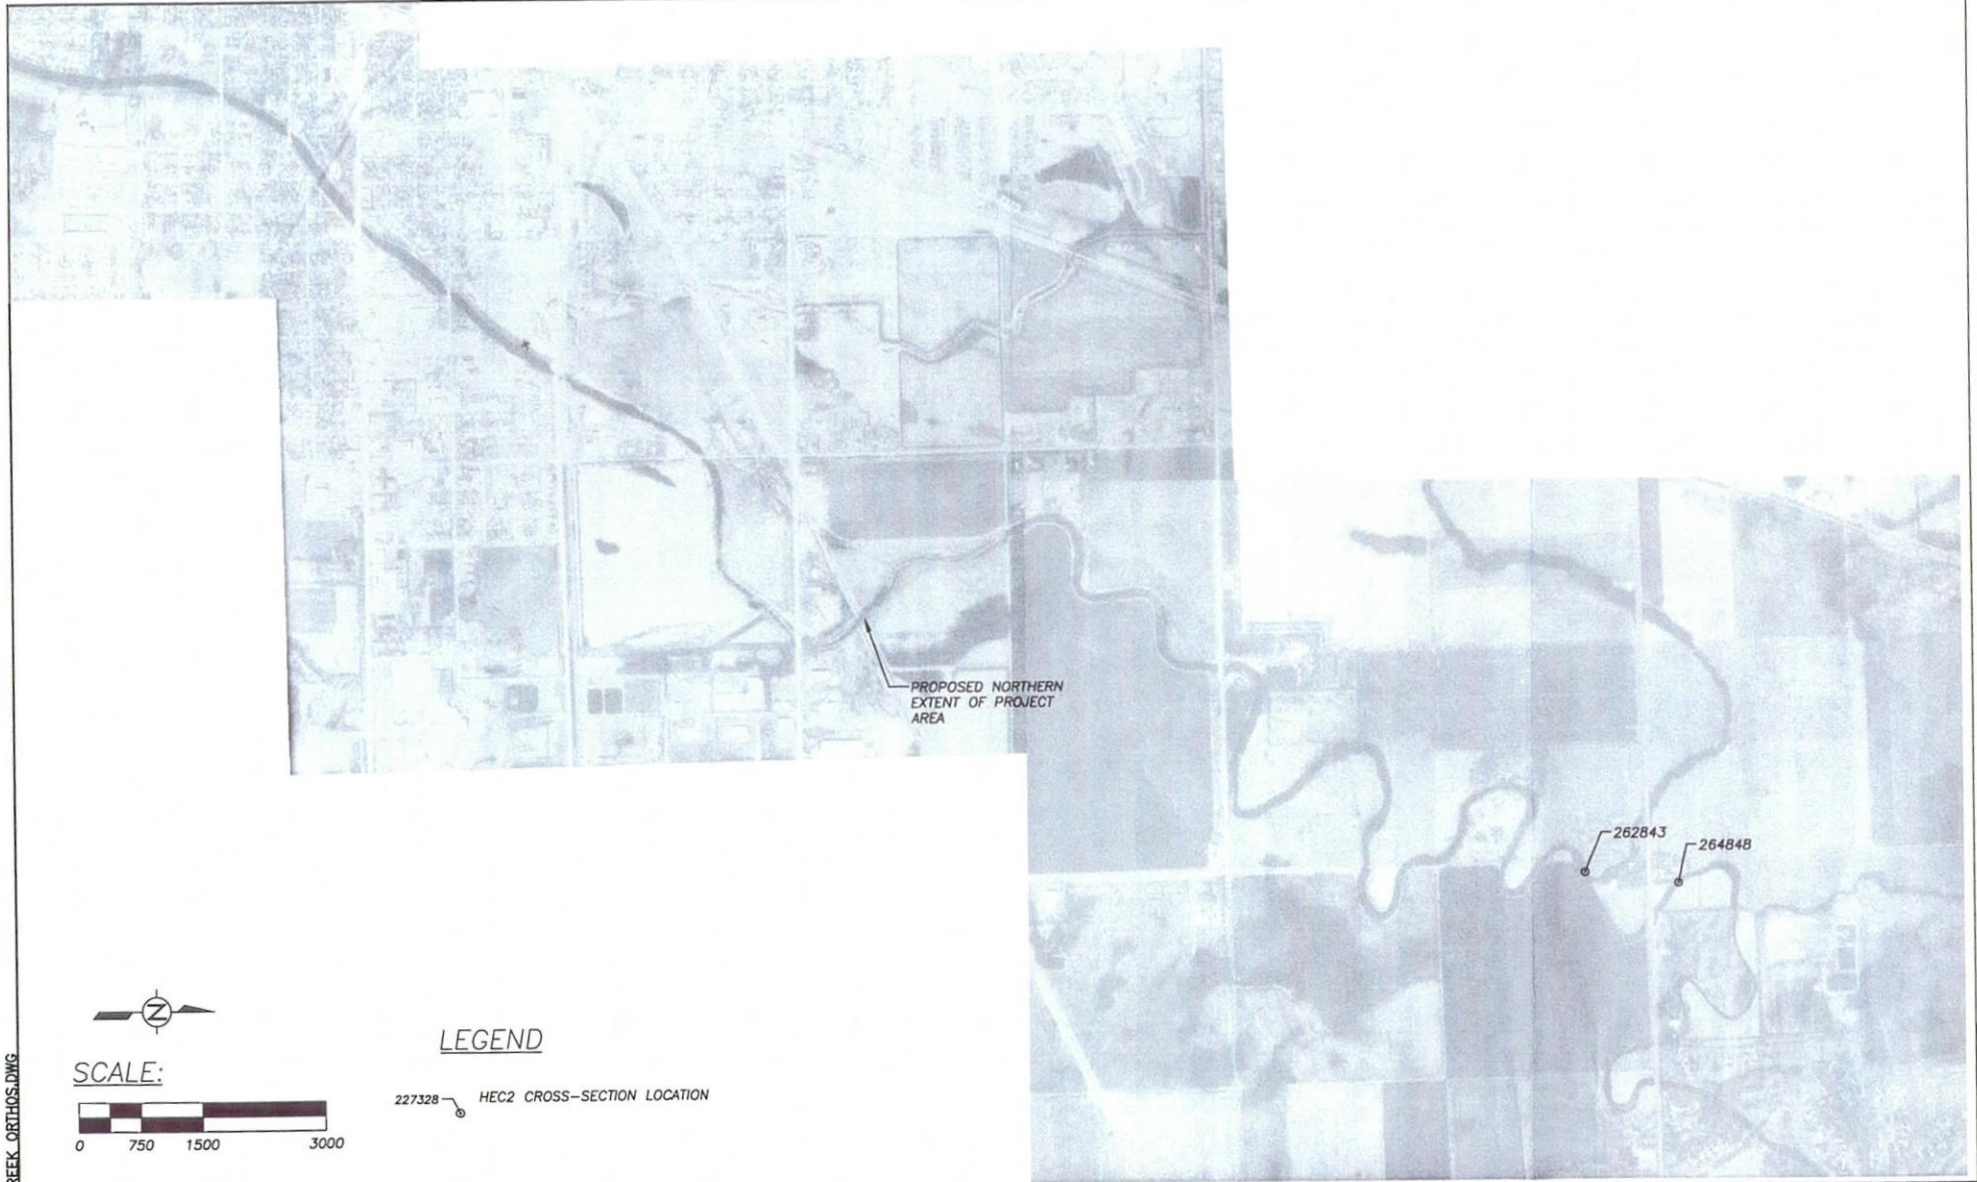 PROPOSED NORTHERN
EXTENT OF PROJECT
AREA
262843
264848
N
SCALE:
0 750 1500 3000
LEGEND
227328 HEC2 CROSS-SECTION LOCATION
ORTHOS.DWG